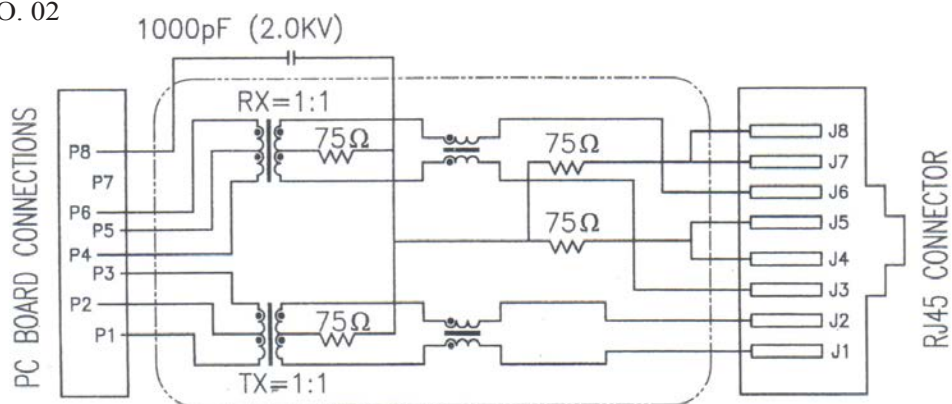 O. 02
1000pF (2.0KV)
RX=1:1
75Ω
75Ω
75Ω
75Ω
TX=1:1
PC BOARD CONNECTIONS
P8
P7
P6
P5
P4
P3
P2
P1
J8
J7
J6
J5
J4
J3
J2
J1
RJ45 CONNECTOR